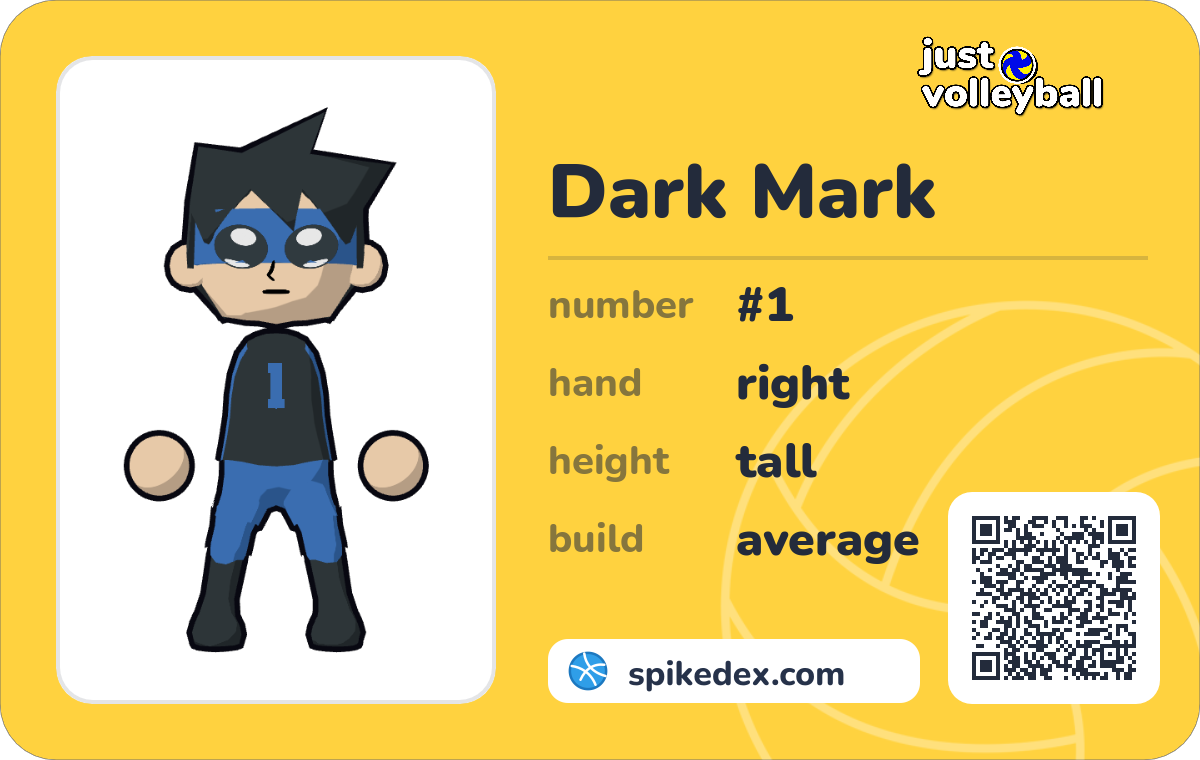 just
volleyball
Dark Mark
number #1
hand right
height tall
build average
1
spikedex.com